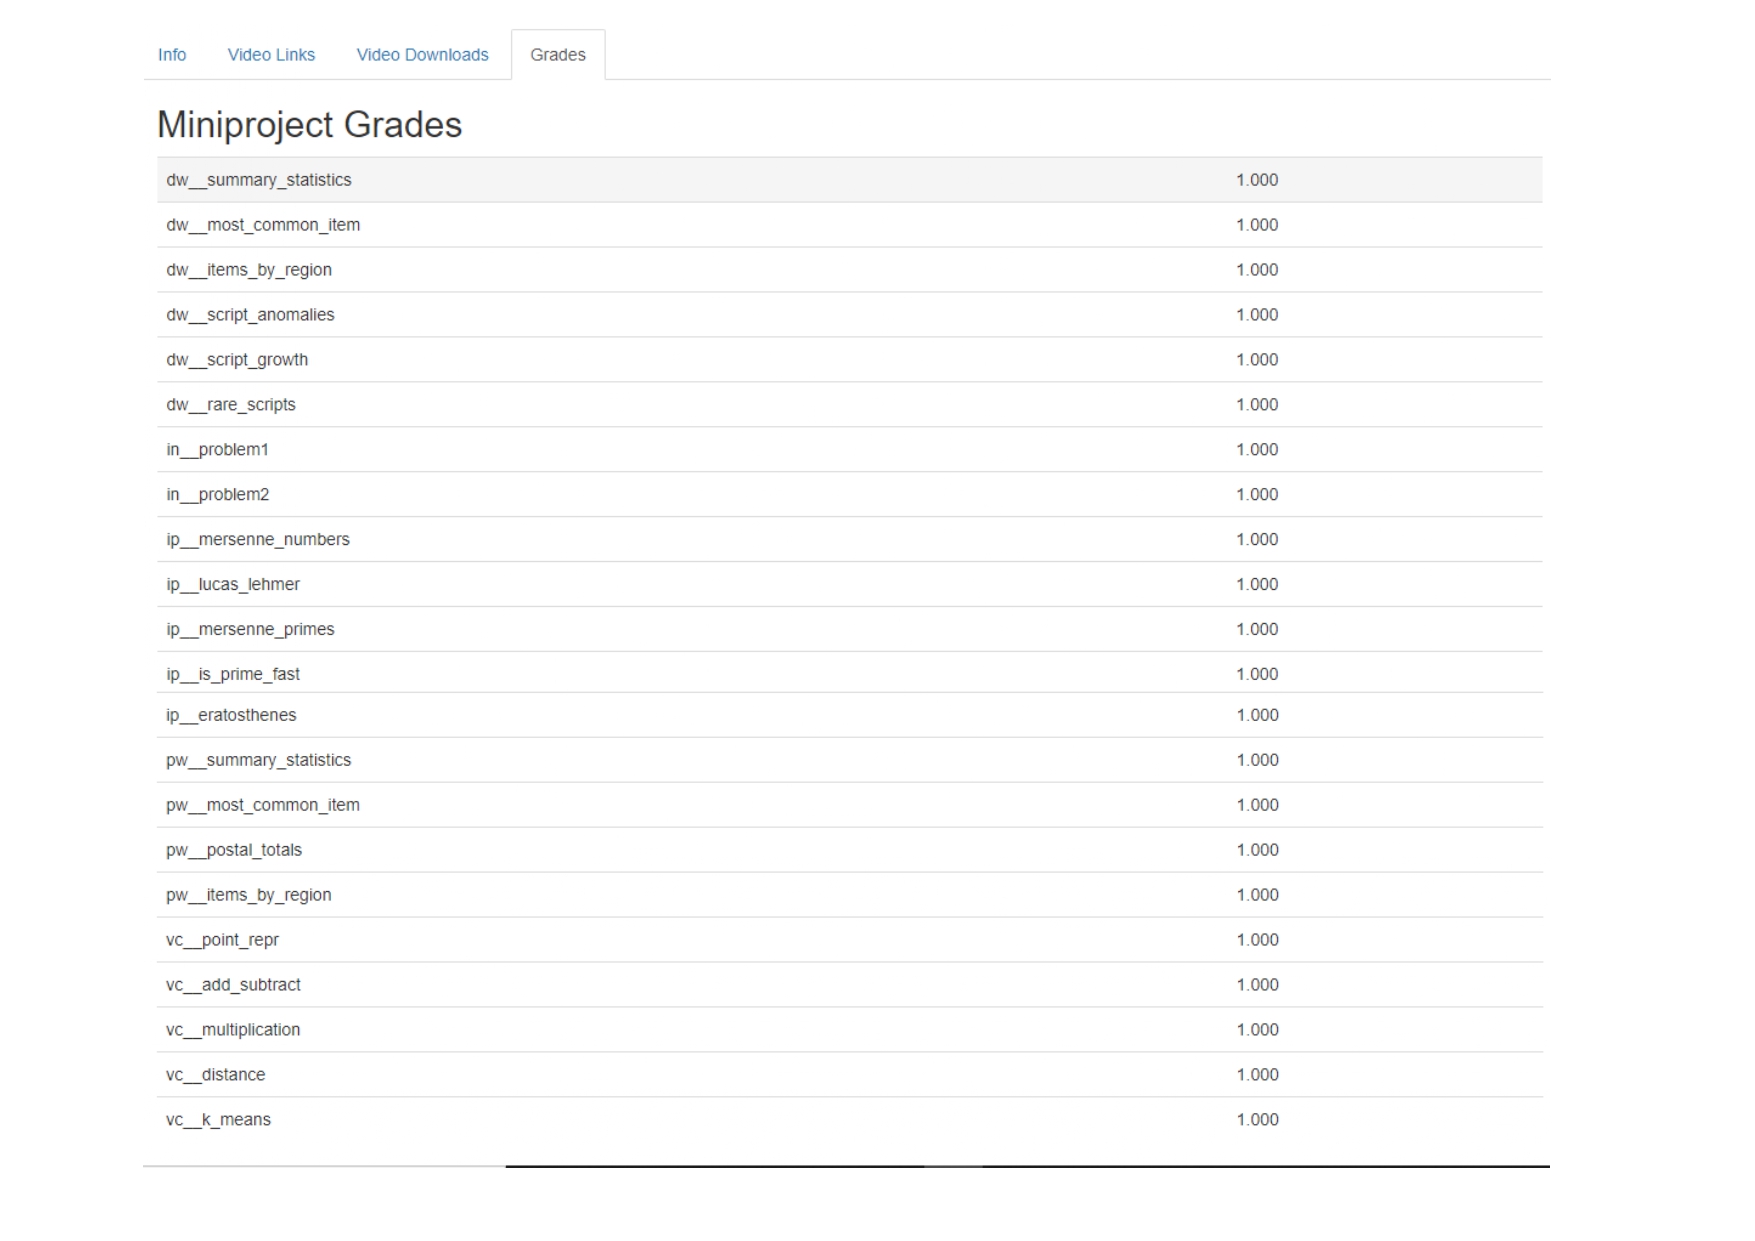 Info Video Links Video Downloads Grades
Miniproject Grades
dw__summary_statistics 1.000
dw__most_common_item 1.000
dw__items_by_region 1.000
dw__script_anomalies 1.000
dw__script_growth 1.000
dw__rare_scripts 1.000
in__problem1 1.000
in__problem2 1.000
ip__mersenne_numbers 1.000
ip__lucas_lehmer 1.000
ip__mersenne_primes 1.000
ip__is_prime_fast 1.000
ip__eratosthenes 1.000
pw__summary_statistics 1.000
pw__most_common_item 1.000
pw__postal_totals 1.000
pw__items_by_region 1.000
vc__point_repr 1.000
vc__add_subtract 1.000
vc__multiplication 1.000
vc__distance 1.000
vc__k_means 1.000